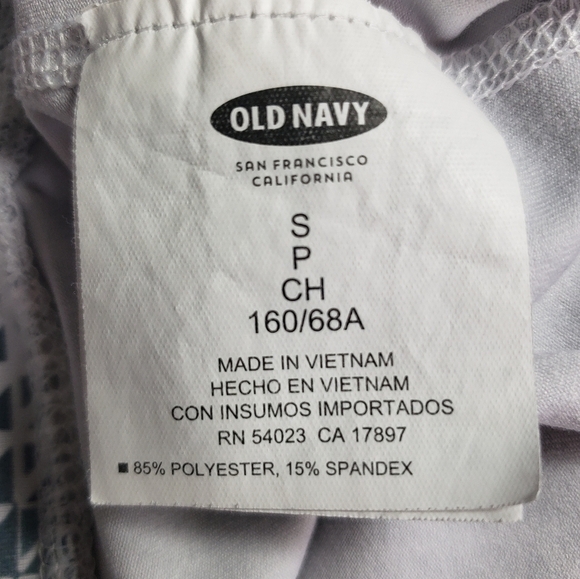 OLD NAVY
SAN FRANCISCO
CALIFORNIA
S
P
CH
160/68A
MADE IN VIETNAM
HECHO EN VIETNAM
CON INSUMOS IMPORTADOS
RN 54023 CA 17897
85% POLYESTER, 15% SPANDEX